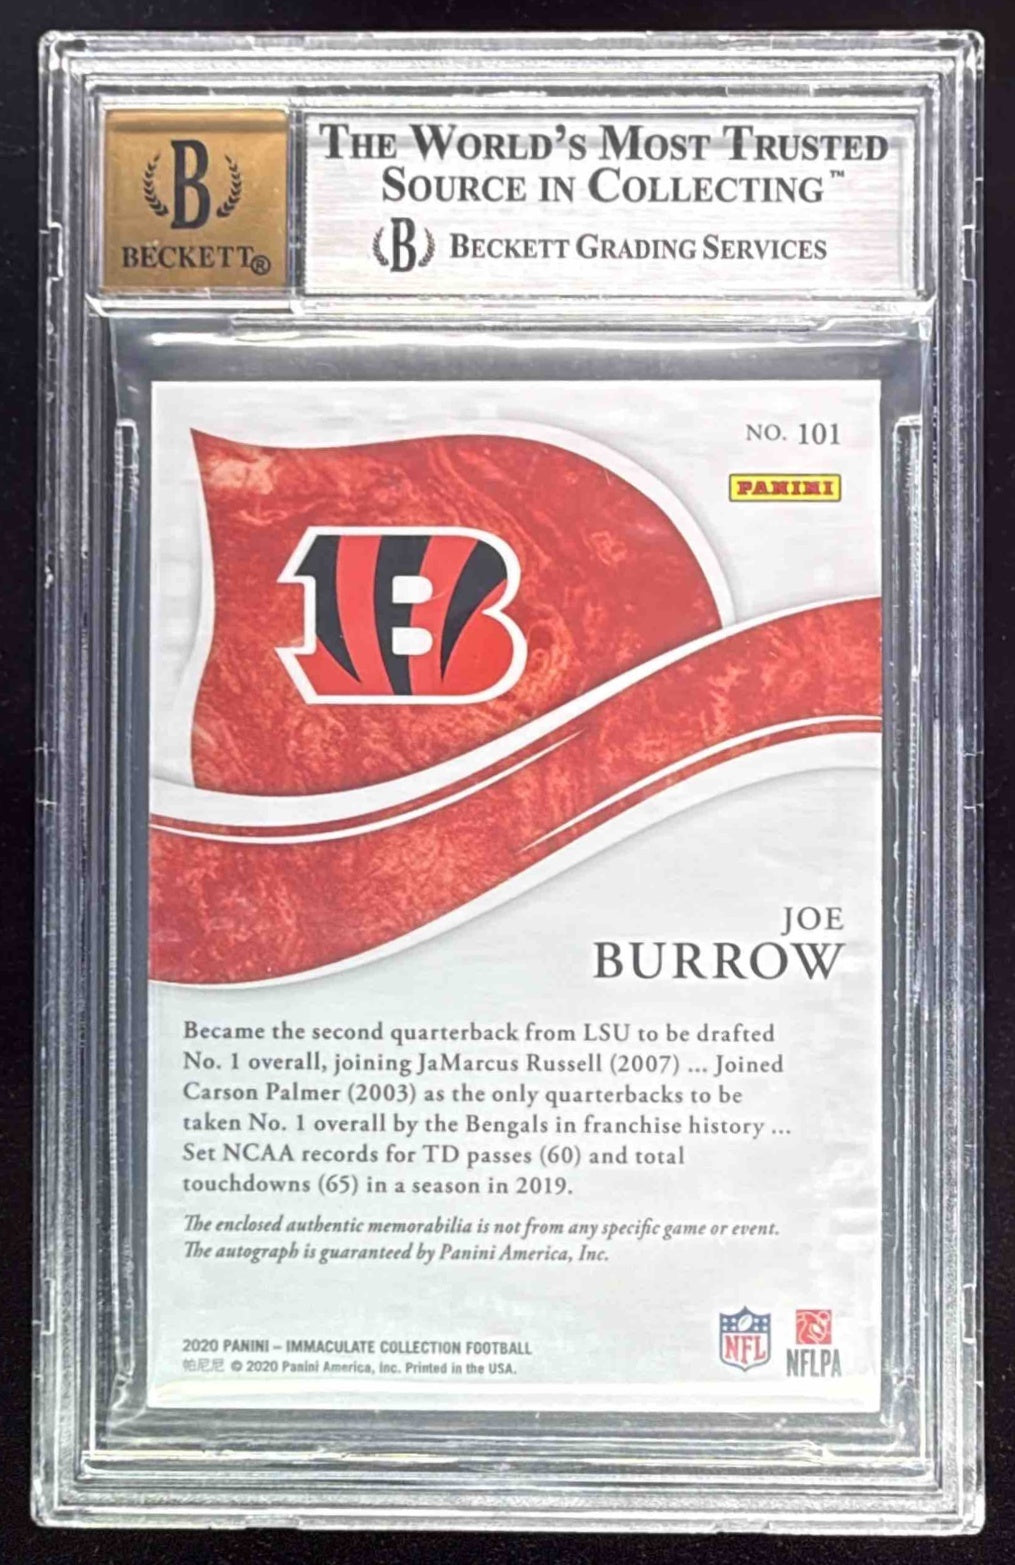 B
BECKETT®
THE WORLD'S MOST TRUSTED
SOURCE IN COLLECTING™
B BECKETT GRADING SERVICES
NO. 101
PANINI
B
JOE
BURROW
Became the second quarterback from LSU to be drafted
No. 1 overall, joining JaMarcus Russell (2007) ... Joined
Carson Palmer (2003) as the only quarterbacks to be
taken No. 1 overall by the Bengals in franchise history ...
Set NCAA records for TD passes (60) and total
touchdowns (65) in a season in 2019.
The enclosed authentic memorabilia is not from any specific game or event.
The autograph is guaranteed by Panini America, Inc.
NFL
NFLPA
2020 PANINI – IMMACULATE COLLECTION FOOTBALL
帕尼尼 © 2020 Panini America, Inc. Printed in the USA.